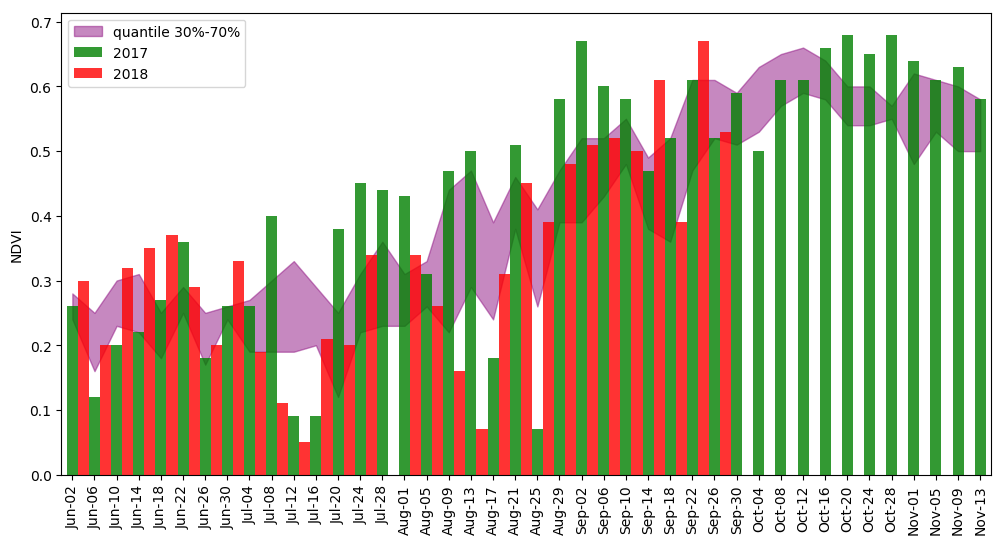 quantile 30%-70%
2017
2018
NDVI
0.7
0.6
0.5
0.4
0.3
0.2
0.1
0.0
Jun-02
Jun-06
Jun-10
Jun-14
Jun-18
Jun-22
Jun-26
Jun-30
Jul-04
Jul-08
Jul-12
Jul-16
Jul-20
Jul-24
Jul-28
Aug-01
Aug-05
Aug-09
Aug-13
Aug-17
Aug-21
Aug-25
Aug-29
Sep-02
Sep-06
Sep-10
Sep-14
Sep-18
Sep-22
Sep-26
Sep-30
Oct-04
Oct-08
Oct-12
Oct-16
Oct-20
Oct-24
Oct-28
Nov-01
Nov-05
Nov-09
Nov-13